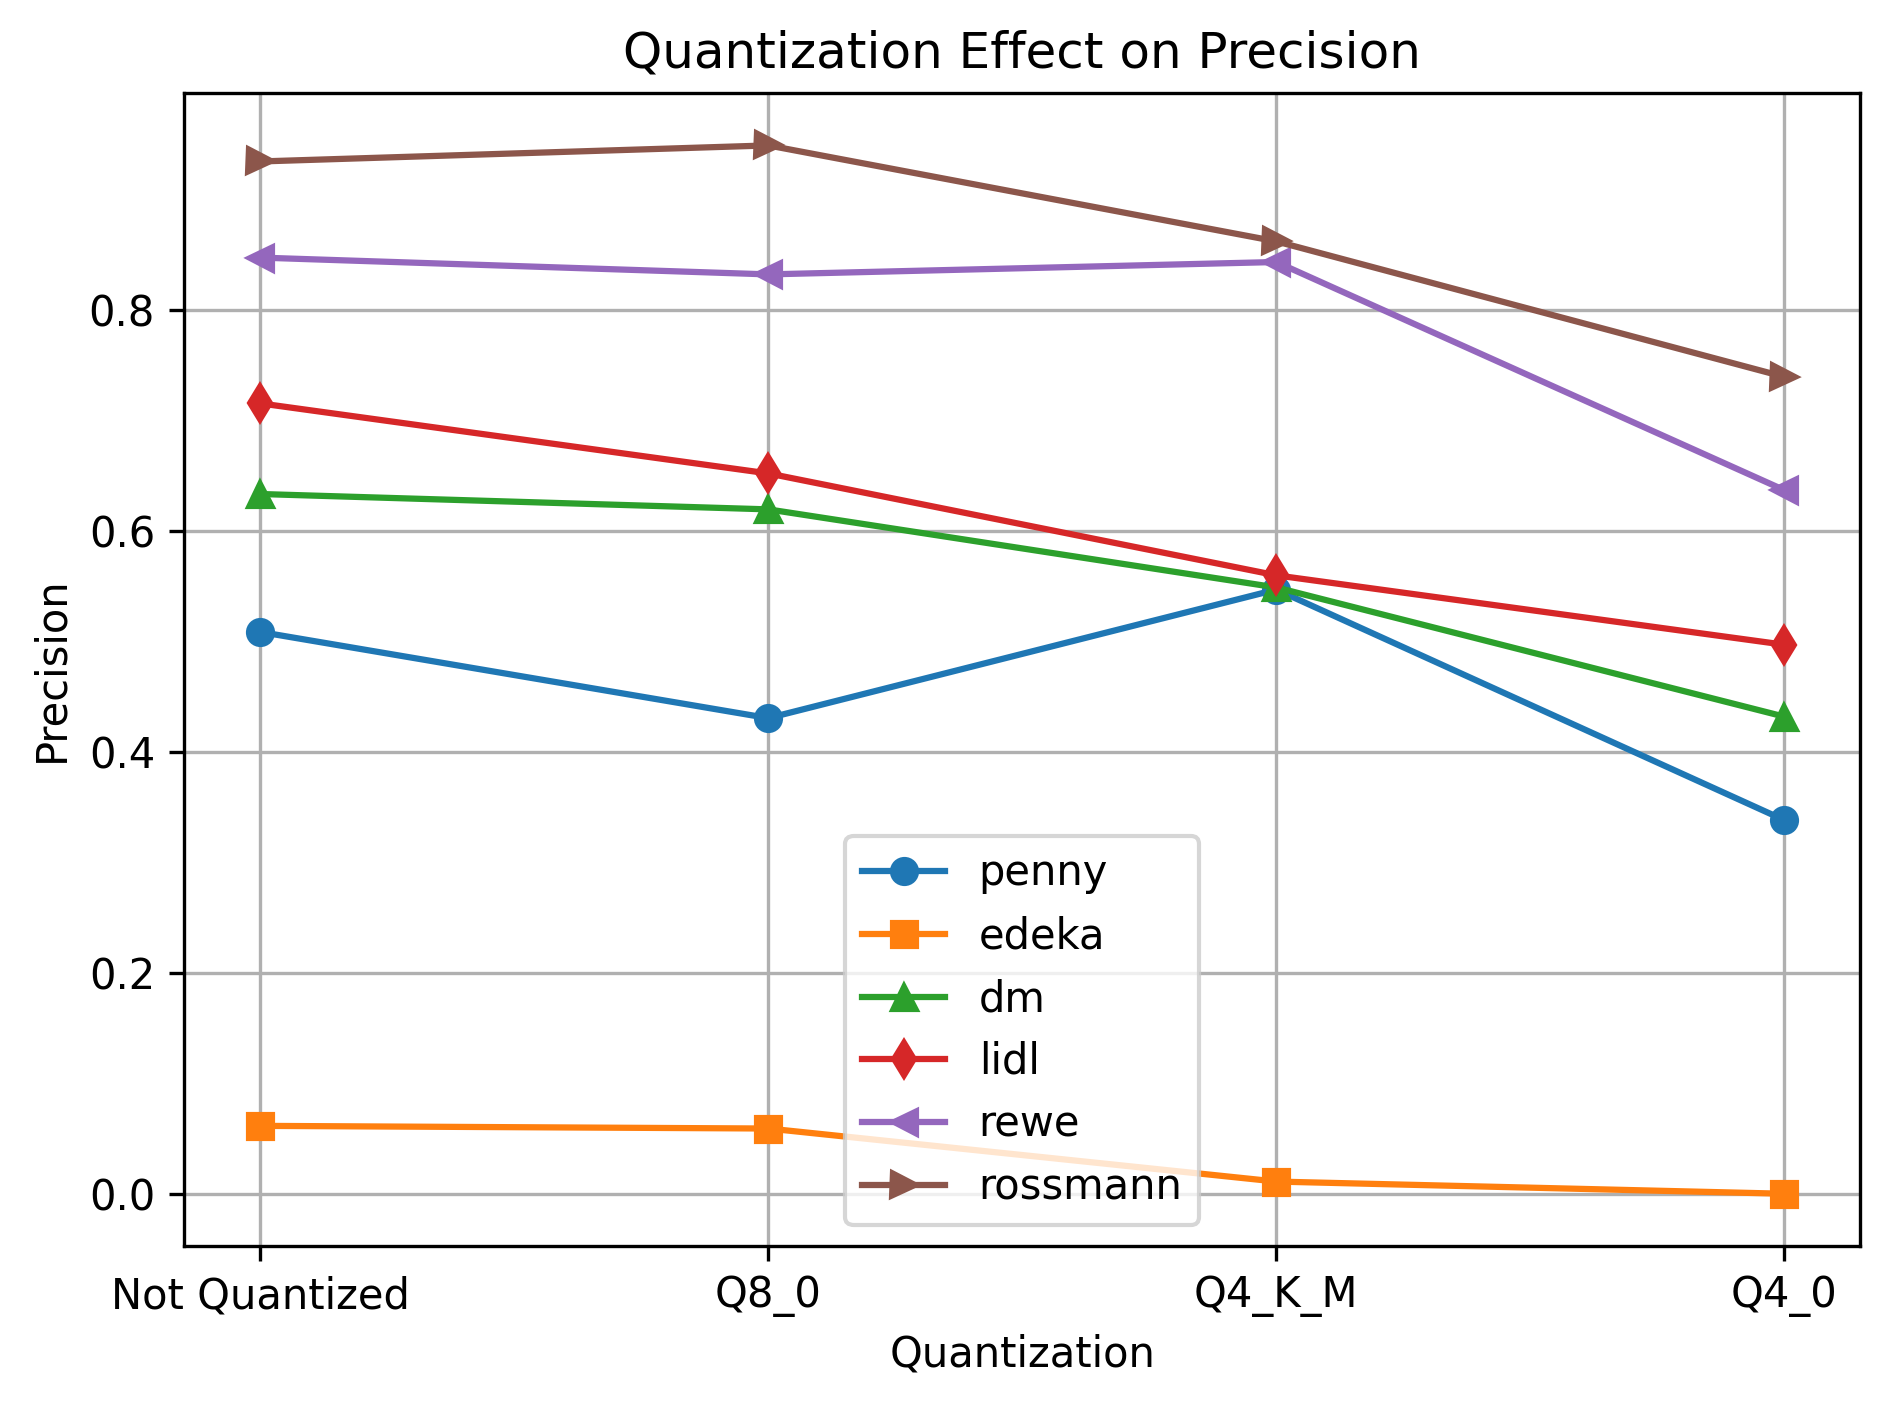 Quantization Effect on Precision
0.8
0.6
0.4
0.2
0.0
Precision
penny
edeka
dm
lidl
rewe
rossmann
Not Quantized Q8_0 Q4_K_M Q4_0
Quantization